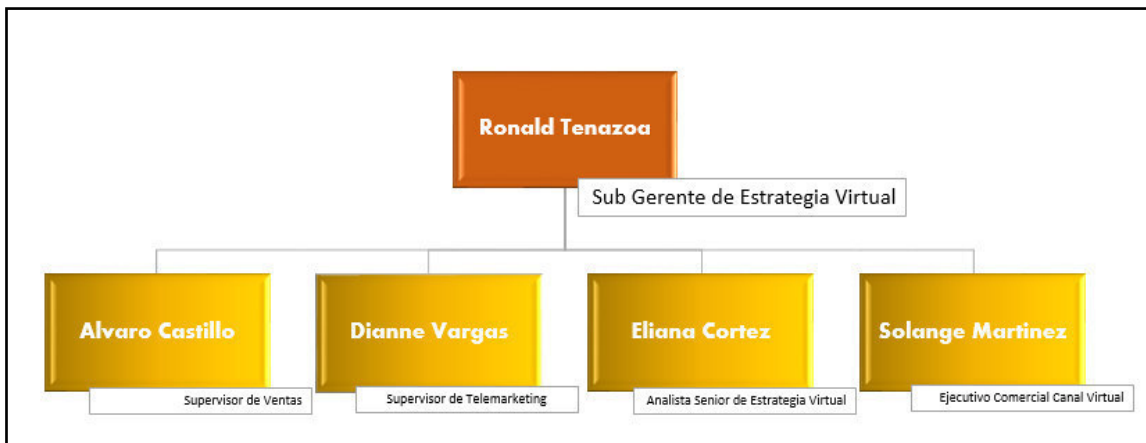 Ronald Tenazoa
Sub Gerente de Estrategia Virtual
Alvaro Castillo
Supervisor de Ventas
Dianne Vargas
Supervisor de Telemarketing
Eliana Cortez
Analista Senior de Estrategia Virtual
Solange Martinez
Ejecutivo Comercial Canal Virtual